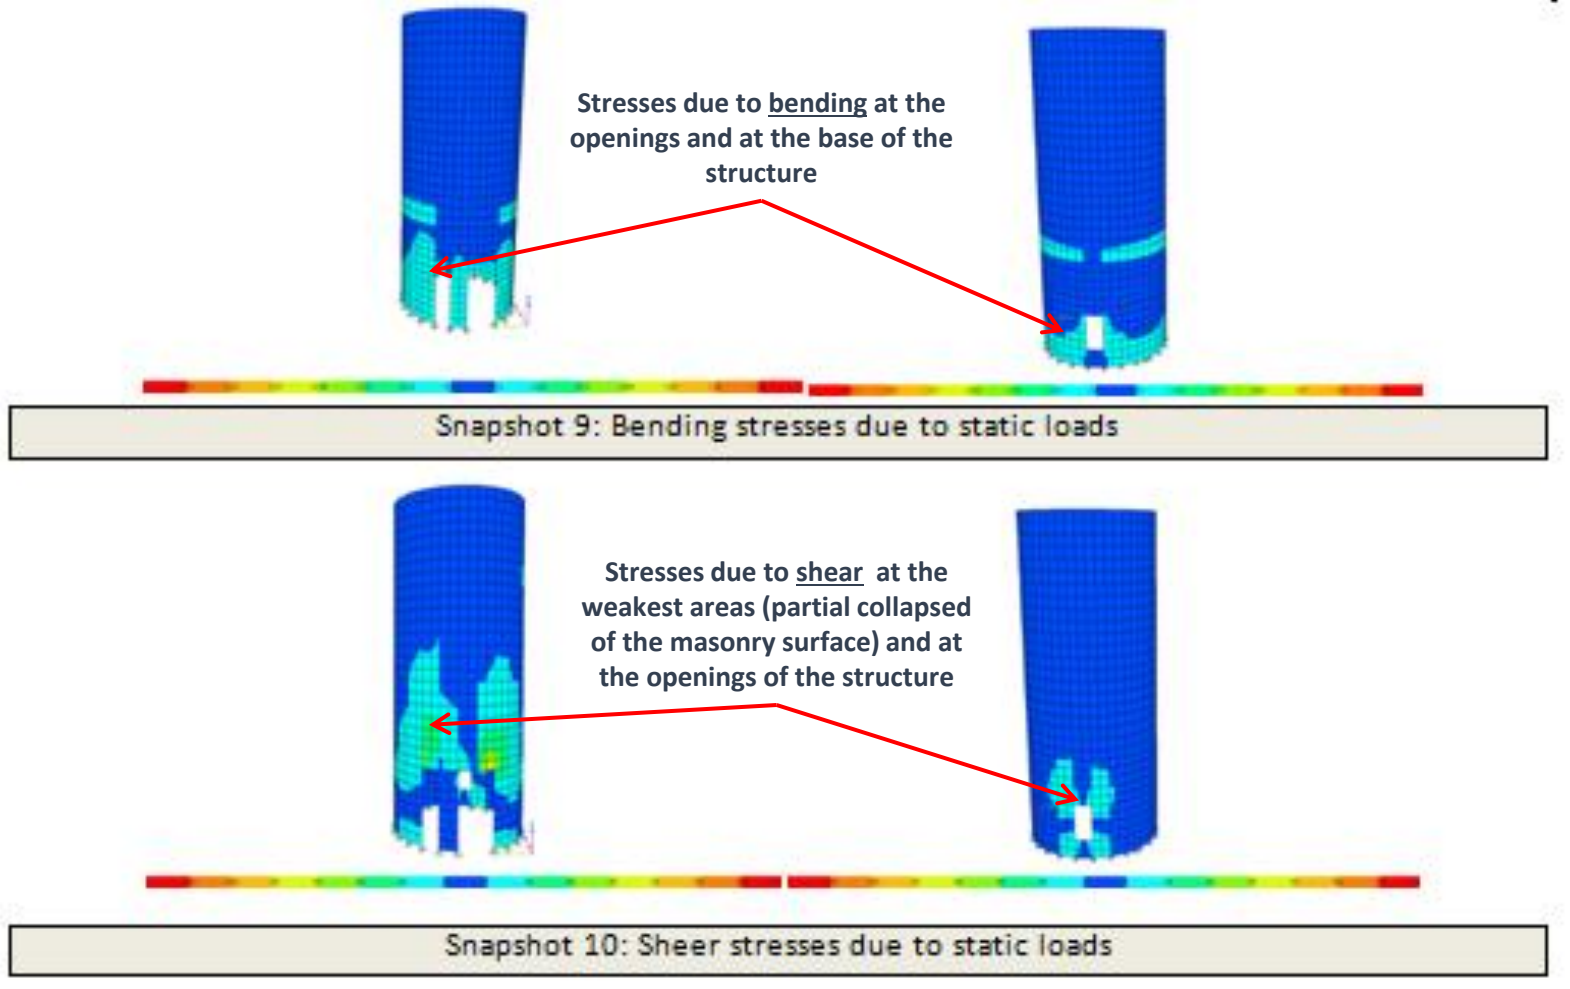 Stresses due to bending at the
openings and at the base of the
structure
Snapshot 9: Bending stresses due to static loads
Stresses due to shear at the
weakest areas (partial collapsed
of the masonry surface) and at
the openings of the structure
Snapshot 10: Sheer stresses due to static loads